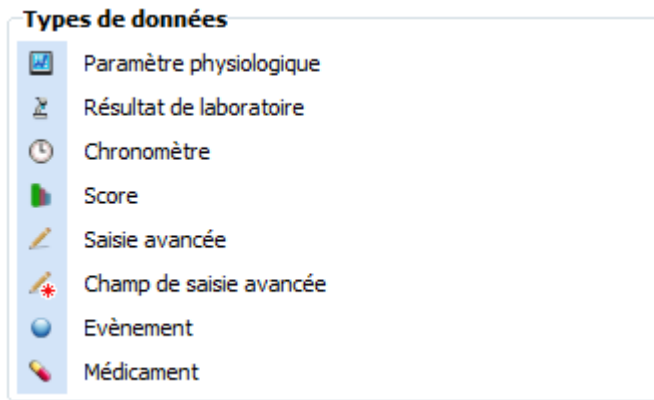 Types de données
Paramètre physiologique
Résultat de laboratoire
Chronomètre
Score
Saisie avancée
Champ de saisie avancée
Evènement
Médicament